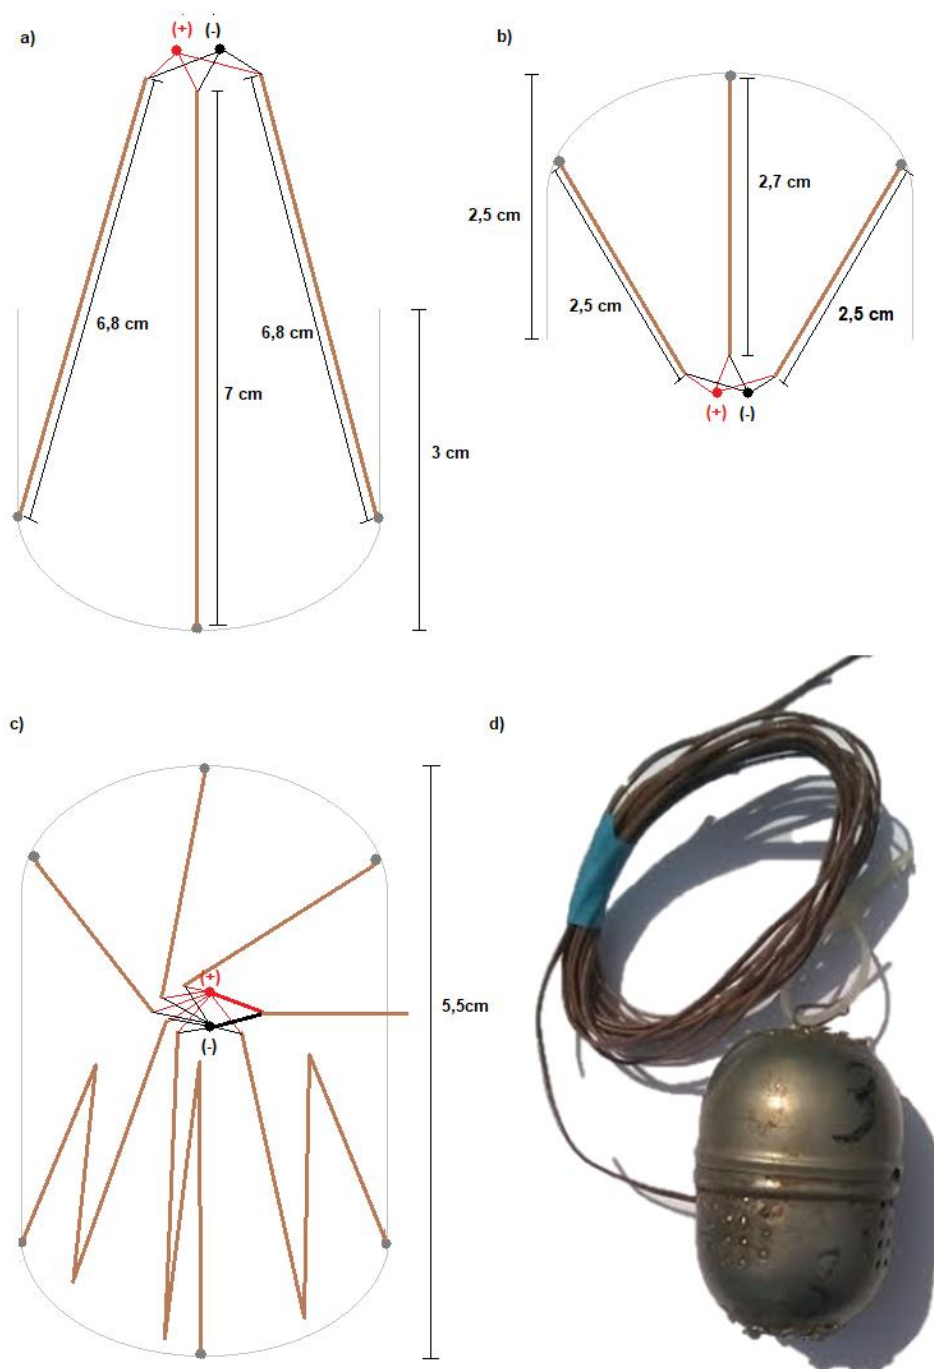 a)
(+) (-)
6,8 cm
6,8 cm
7 cm
3 cm
b)
2,5 cm
2,7 cm
2,5 cm
2,5 cm
(+) (-)
c)
(+)
(-)
5,5cm
d)